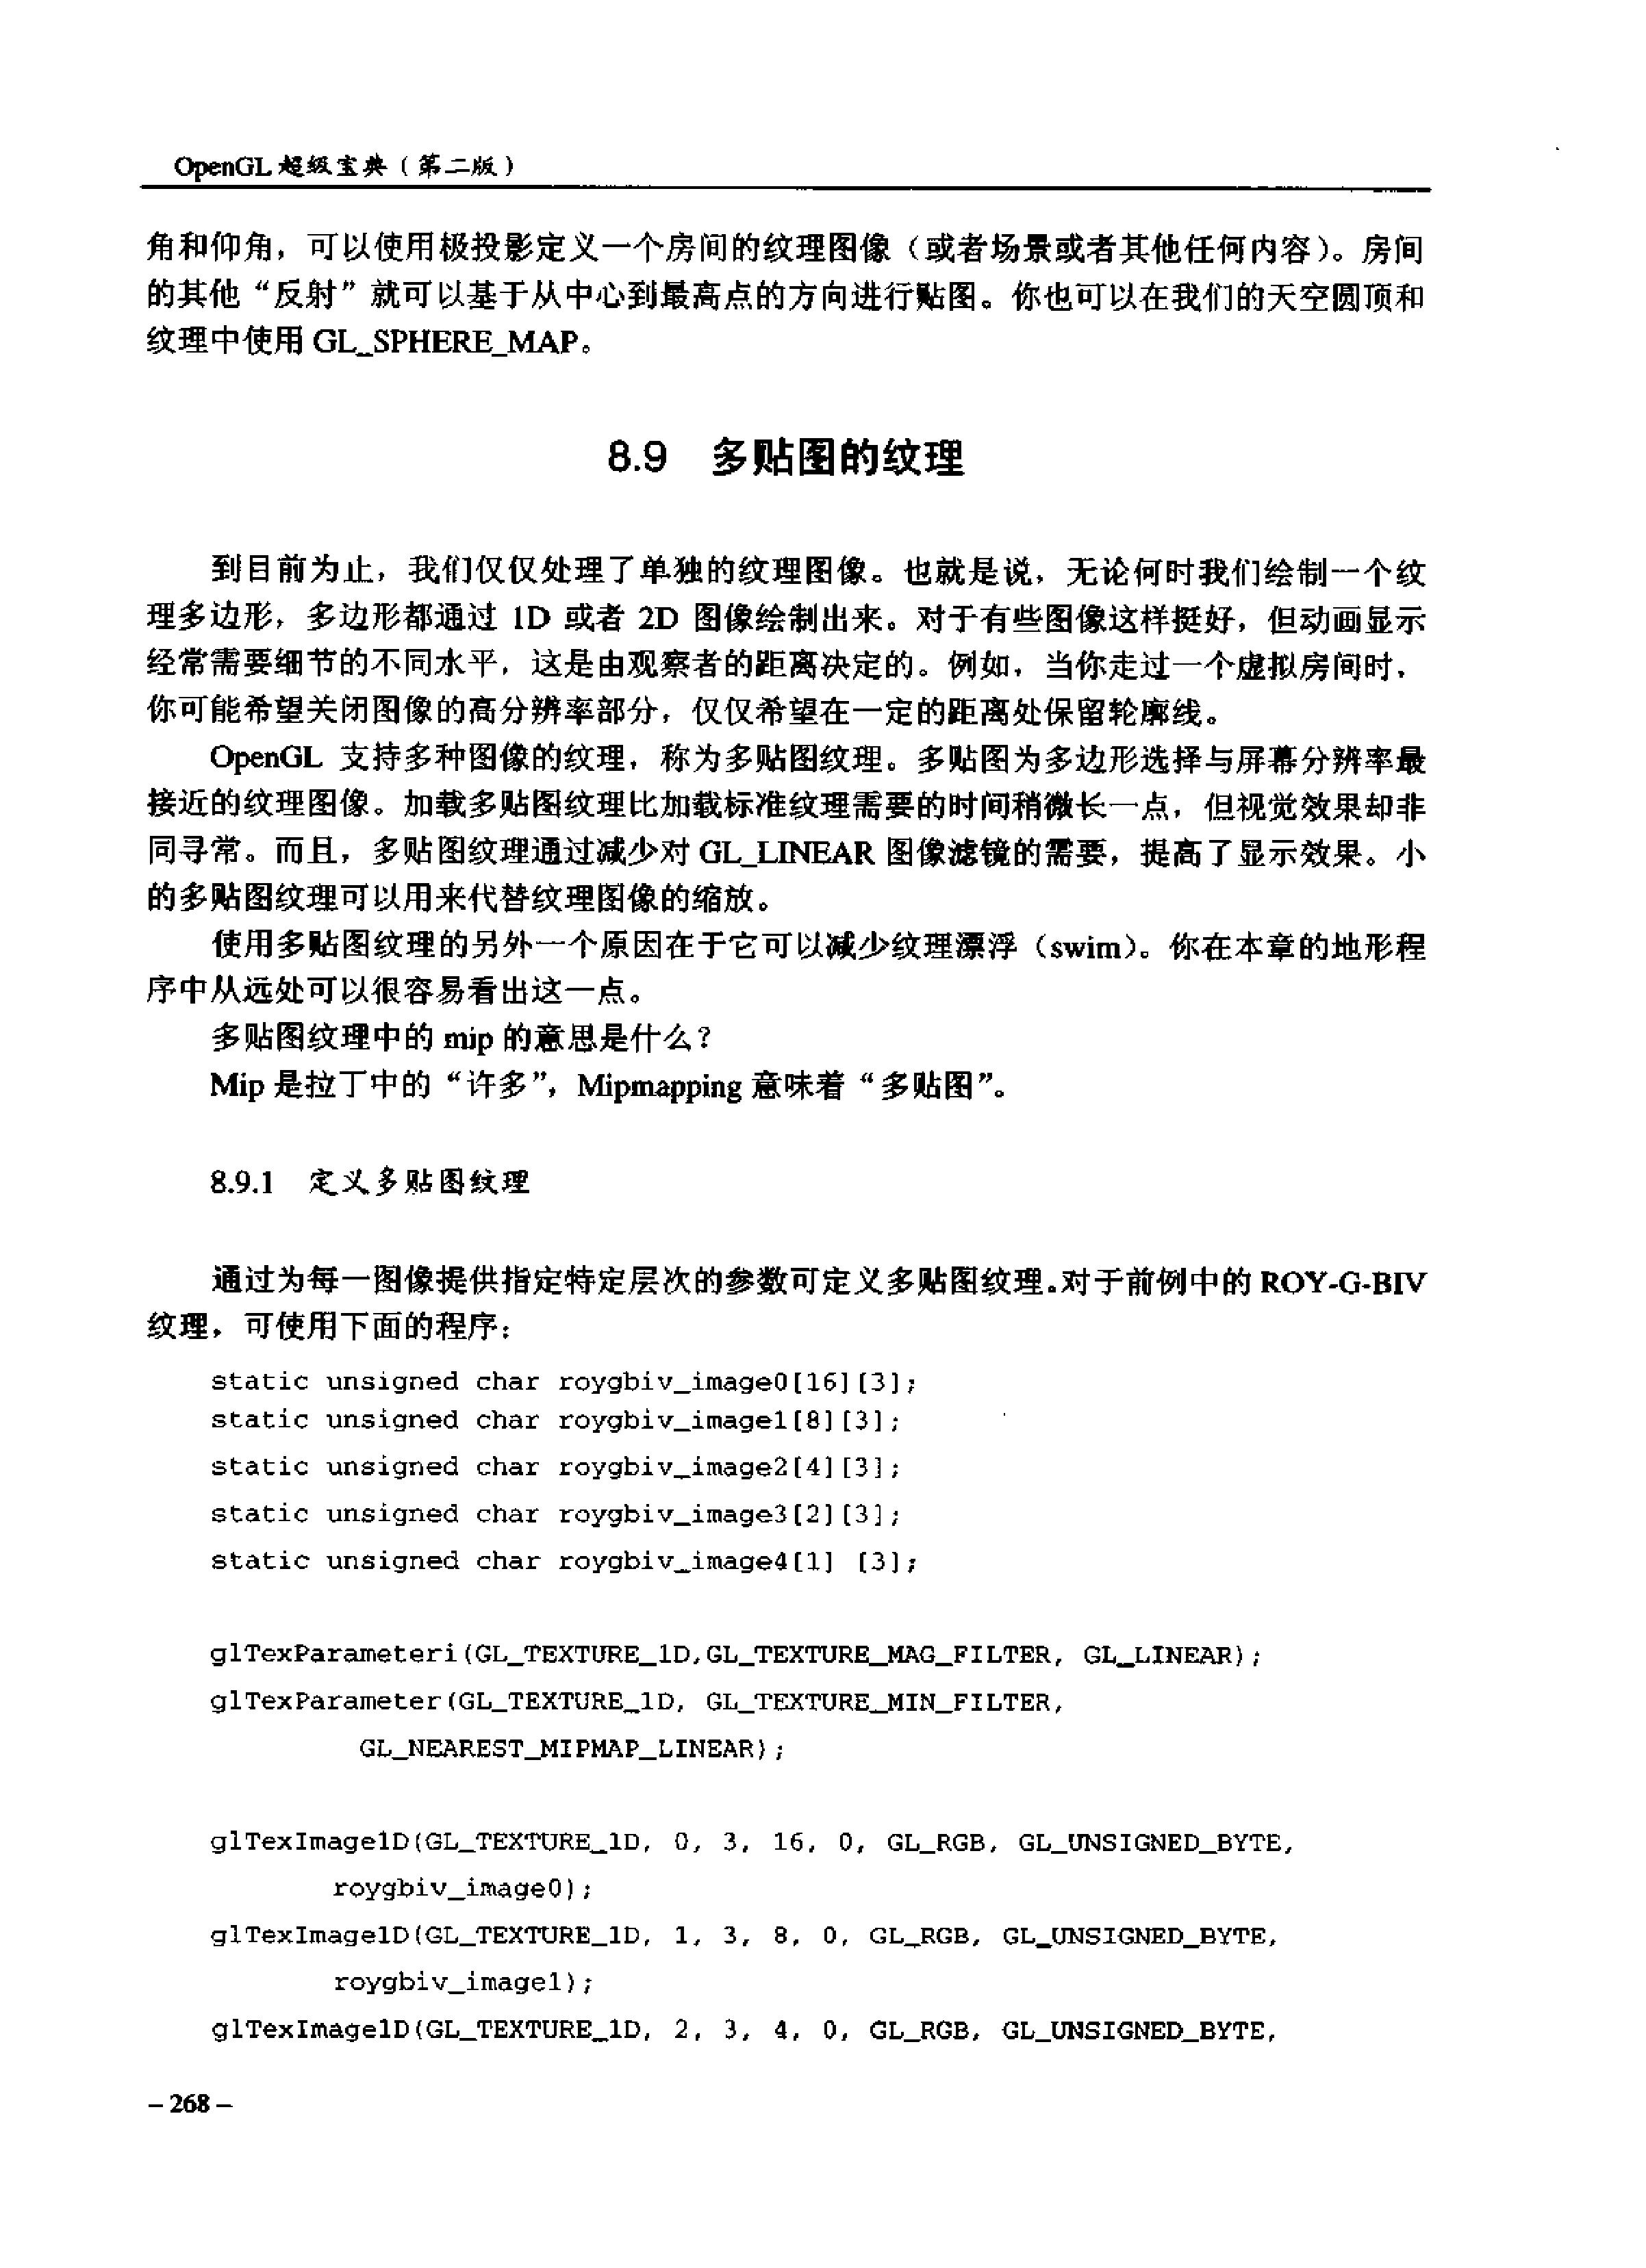 OpenGL 超级宝典（第二版）
角和仰角，可以使用极投影定义一个房间的纹理图像（或者场景或者其他任何内容）。房间
的其他“反射”就可以基于从中心到最高点的方向进行贴图。你也可以在我们的天空圆顶和
纹理中使用 GL_SPHERE_MAP。
8.9 多贴图的纹理
到目前为止，我们仅仅处理了单独的纹理图像。也就是说，无论何时我们绘制一个纹
理多边形，多边形都通过 1D 或者 2D 图像绘制出来。对于有些图像这样挺好，但动画显示
经常需要细节的不同水平，这是由观察者的距离决定的。例如，当你走过一个虚拟房间时，
你可能希望关闭图像的高分辨率部分，仅仅希望在一定的距离处保留轮廓线。
OpenGL 支持多种图像的纹理，称为多贴图纹理。多贴图为多边形选择与屏幕分辨率最
接近的纹理图像。加载多贴图纹理比加载标准纹理需要的时间稍微长一点，但视觉效果却非
同寻常。而且，多贴图纹理通过减少对 GL_LINEAR 图像滤镜的需要，提高了显示效果。小
的多贴图纹理可以用来代替纹理图像的缩放。
使用多贴图纹理的另外一个原因在于它可以减少纹理漂浮（swim）。你在本章的地形程
序中从远处可以很容易看出这一点。
多贴图纹理中的 mip 的意思是什么？
Mip 是拉丁中的“许多”，Mipmapping 意味着“多贴图”。
8.9.1 定义多贴图纹理
通过为每一图像提供指定特定层次的参数可定义多贴图纹理。对于前例中的 ROY-G-BIV
纹理，可使用下面的程序：
static unsigned char roygbiv_image0[16][3];
static unsigned char roygbiv_image1[8][3];
static unsigned char roygbiv_image2[4][3];
static unsigned char roygbiv_image3[2][3];
static unsigned char roygbiv_image4[1] [3];
glTexParameteri(GL_TEXTURE_1D,GL_TEXTURE_MAG_FILTER, GL_LINEAR);
glTexParameter(GL_TEXTURE_1D, GL_TEXTURE_MIN_FILTER,
GL_NEAREST_MIPMAP_LINEAR);
glTexImage1D(GL_TEXTURE_1D, 0, 3, 16, 0, GL_RGB, GL_UNSIGNED_BYTE,
roygbiv_image0);
glTexImage1D(GL_TEXTURE_1D, 1, 3, 8, 0, GL_RGB, GL_UNSIGNED_BYTE,
roygbiv_image1);
glTexImage1D(GL_TEXTURE_1D, 2, 3, 4, 0, GL_RGB, GL_UNSIGNED_BYTE,
– 268 –